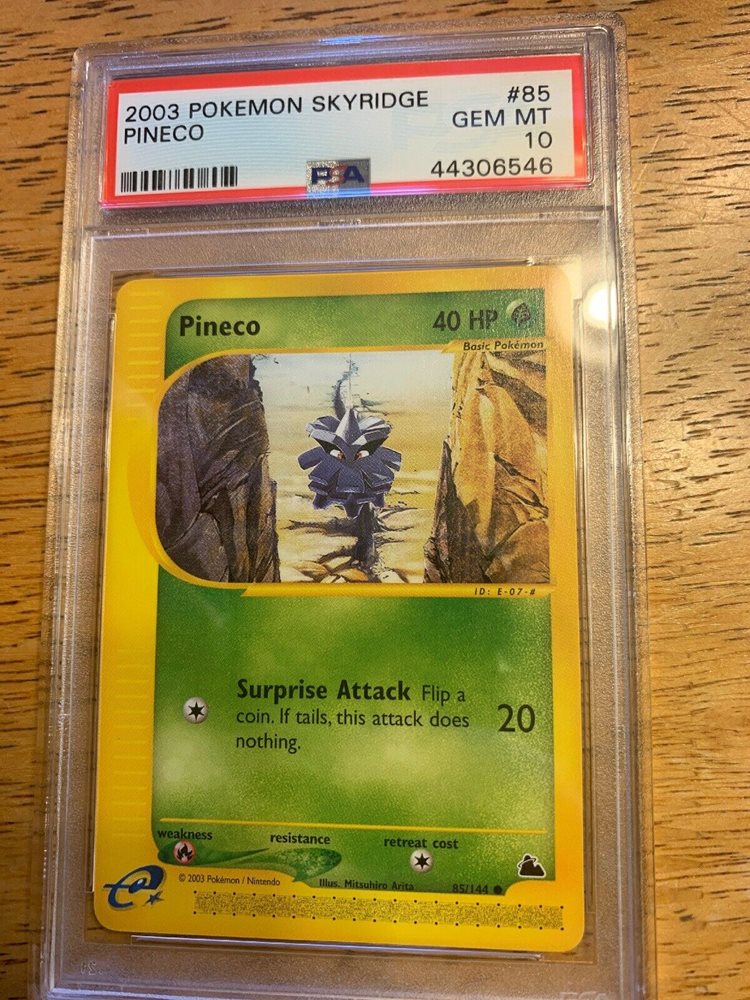 2003 POKEMON SKYRIDGE #85
PINECO GEM MT
10
PSA 44306546
Pineco 40 HP
Basic Pokémon
ID: E-07-#
Surprise Attack Flip a
coin. If tails, this attack does
nothing.
20
weakness resistance retreat cost
© 2003 Pokémon / Nintendo Illus. Mitsuhiro Arita 85/144
e